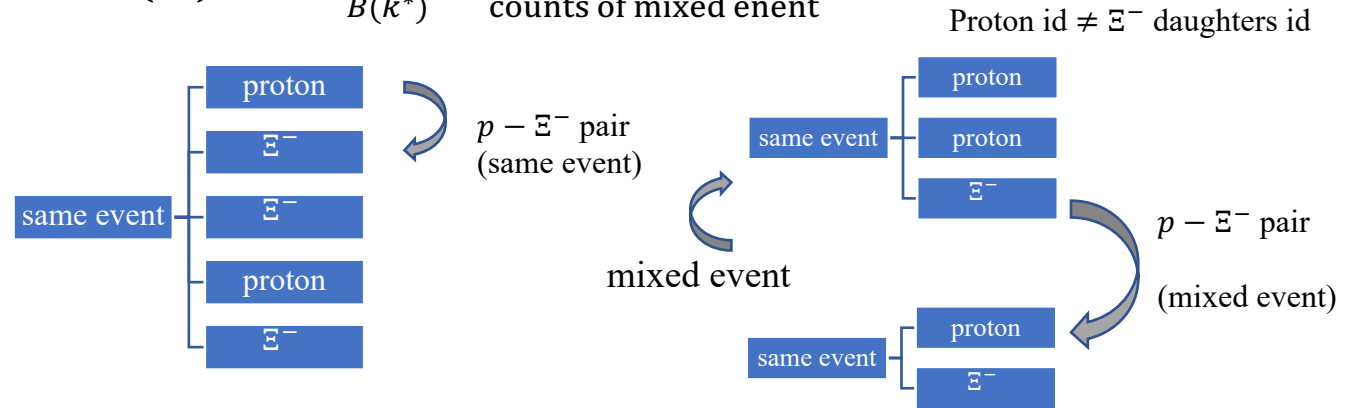 B(k*) counts of mixed enent
Proton id ≠ Ξ⁻ daughters id
same event
proton
Ξ⁻
Ξ⁻
proton
Ξ⁻
p − Ξ⁻ pair
(same event)
mixed event
same event
proton
proton
Ξ⁻
same event
proton
Ξ⁻
p − Ξ⁻ pair
(mixed event)